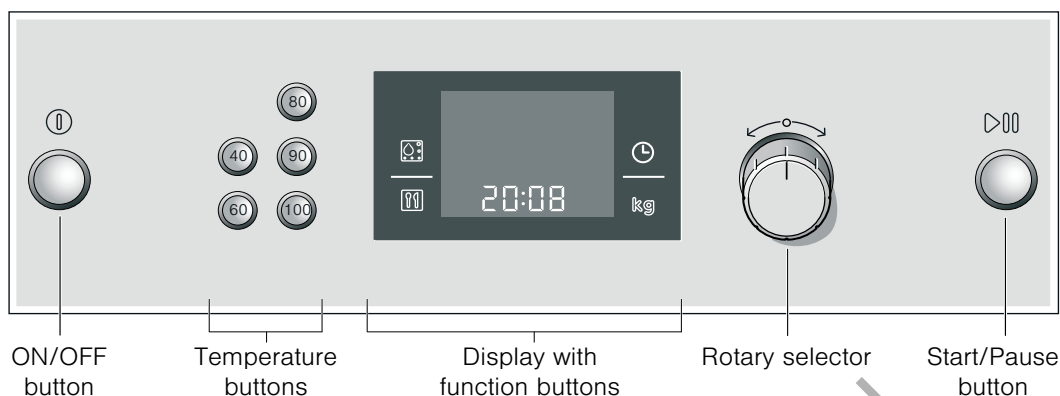 80
40 90
20:08
kg
60 100
ON/OFF
button
Temperature
buttons
Display with
function buttons
Rotary selector
Start/Pause
button